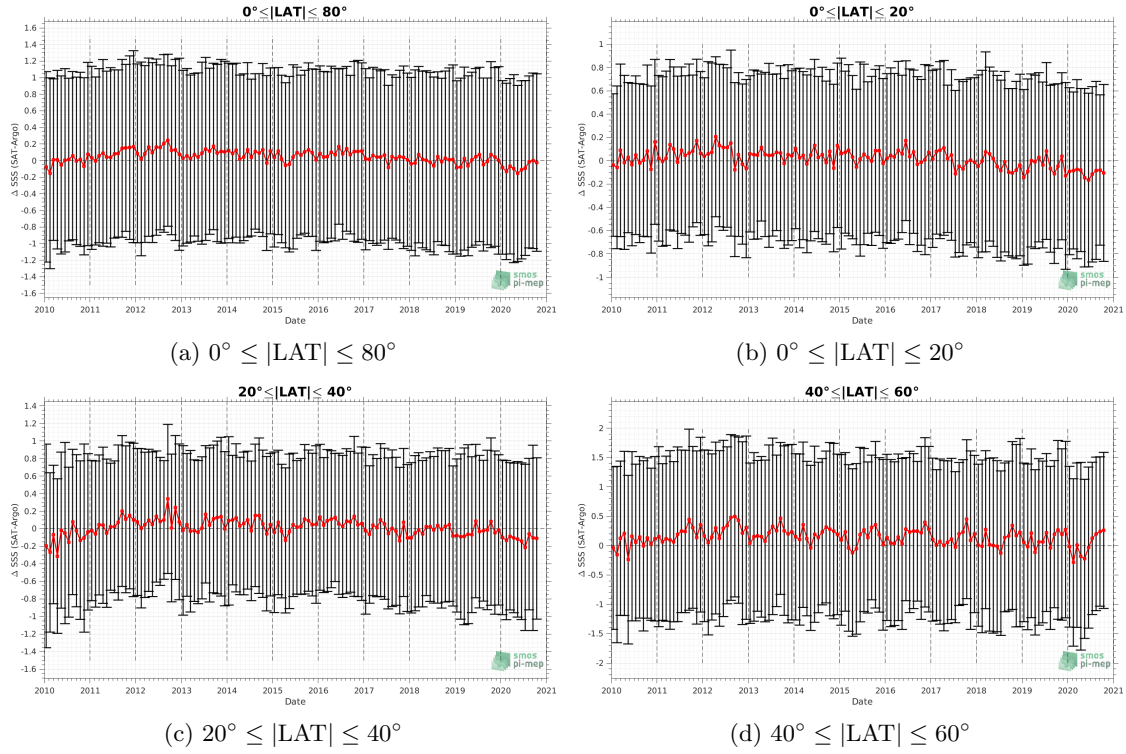 0°≤|LAT|≤ 80°
Δ SSS (SAT-Argo)
1.6
1.4
1.2
1
0.8
0.6
0.4
0.2
0
-0.2
-0.4
-0.6
-0.8
-1
-1.2
-1.4
-1.6
2010 2011 2012 2013 2014 2015 2016 2017 2018 2019 2020 2021
Date
smos
pi-mep
(a) 0° ≤ |LAT| ≤ 80°
0°≤|LAT|≤ 20°
Δ SSS (SAT-Argo)
1
0.8
0.6
0.4
0.2
0
-0.2
-0.4
-0.6
-0.8
-1
2010 2011 2012 2013 2014 2015 2016 2017 2018 2019 2020 2021
Date
smos
pi-mep
(b) 0° ≤ |LAT| ≤ 20°
20°≤|LAT|≤ 40°
Δ SSS (SAT-Argo)
1.4
1.2
1
0.8
0.6
0.4
0.2
0
-0.2
-0.4
-0.6
-0.8
-1
-1.2
-1.4
-1.6
2010 2011 2012 2013 2014 2015 2016 2017 2018 2019 2020 2021
Date
smos
pi-mep
(c) 20° ≤ |LAT| ≤ 40°
40°≤|LAT|≤ 60°
Δ SSS (SAT-Argo)
2
1.5
1
0.5
0
-0.5
-1
-1.5
-2
2010 2011 2012 2013 2014 2015 2016 2017 2018 2019 2020 2021
Date
smos
pi-mep
(d) 40° ≤ |LAT| ≤ 60°